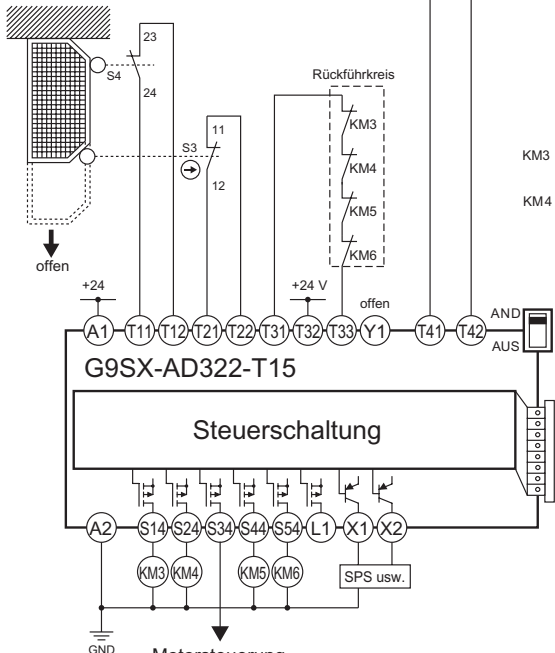 23
S4
24
Rückführkreis
11
KM3
S3
KM3
KM4
12
KM4
KM5
KM6
offen
+24
+24 V
offen
A1 T11 T12 T21 T22 T31 T32 T33 Y1 T41 T42
AND
AUS
G9SX-AD322-T15
Steuerschaltung
A2 S14 S24 S34 S44 S54 L1 X1 X2
KM3 KM4 KM5 KM6 SPS usw.
GND
Motorsteuerung